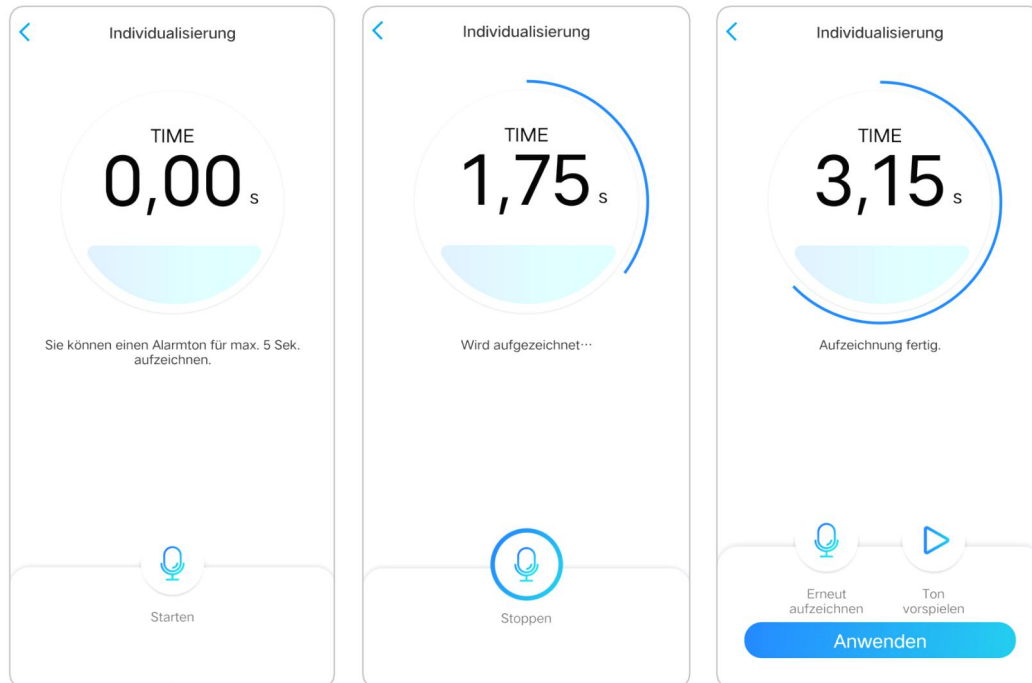 Individualisierung
TIME
0,00 s
Sie können einen Alarmton für max. 5 Sek.
aufzeichnen.
Starten
Individualisierung
TIME
1,75 s
Wird aufgezeichnet···
Stoppen
Individualisierung
TIME
3,15 s
Aufzeichnung fertig.
Erneut
aufzeichnen
Ton
vorspielen
Anwenden